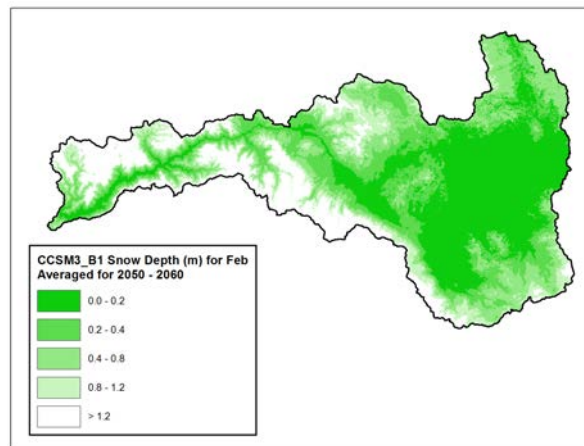 CCSM3_B1 Snow Depth (m) for Feb
Averaged for 2050 - 2060
0.0 - 0.2
0.2 - 0.4
0.4 - 0.8
0.8 - 1.2
> 1.2